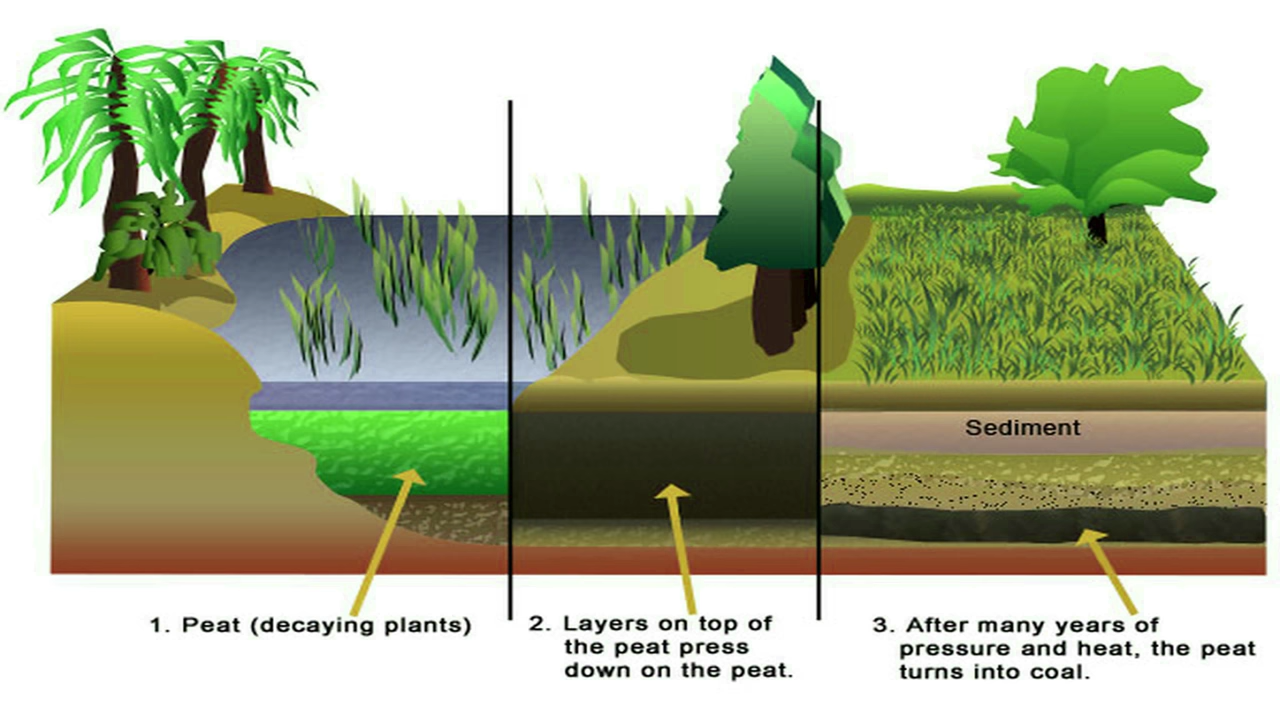 Sediment
1. Peat (decaying plants)
2. Layers on top of
the peat press
down on the peat.
3. After many years of
pressure and heat, the peat
turns into coal.